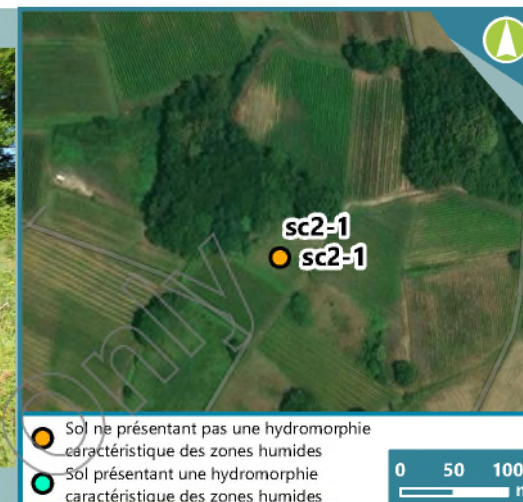 sc2-1
sc2-1
Sol ne présentant pas une hydromorphie
caractéristique des zones humides
Sol présentant une hydromorphie
caractéristique des zones humides
0 50 100
m
only